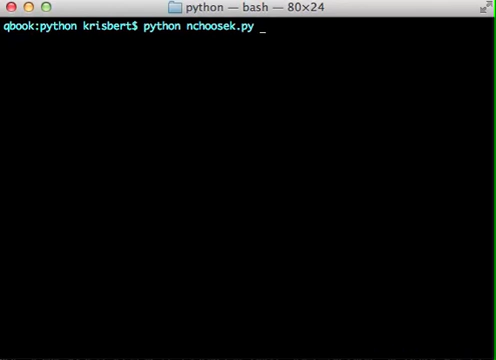 python — bash — 80×24
qbook:python krisbert$ python nchoosek.py _